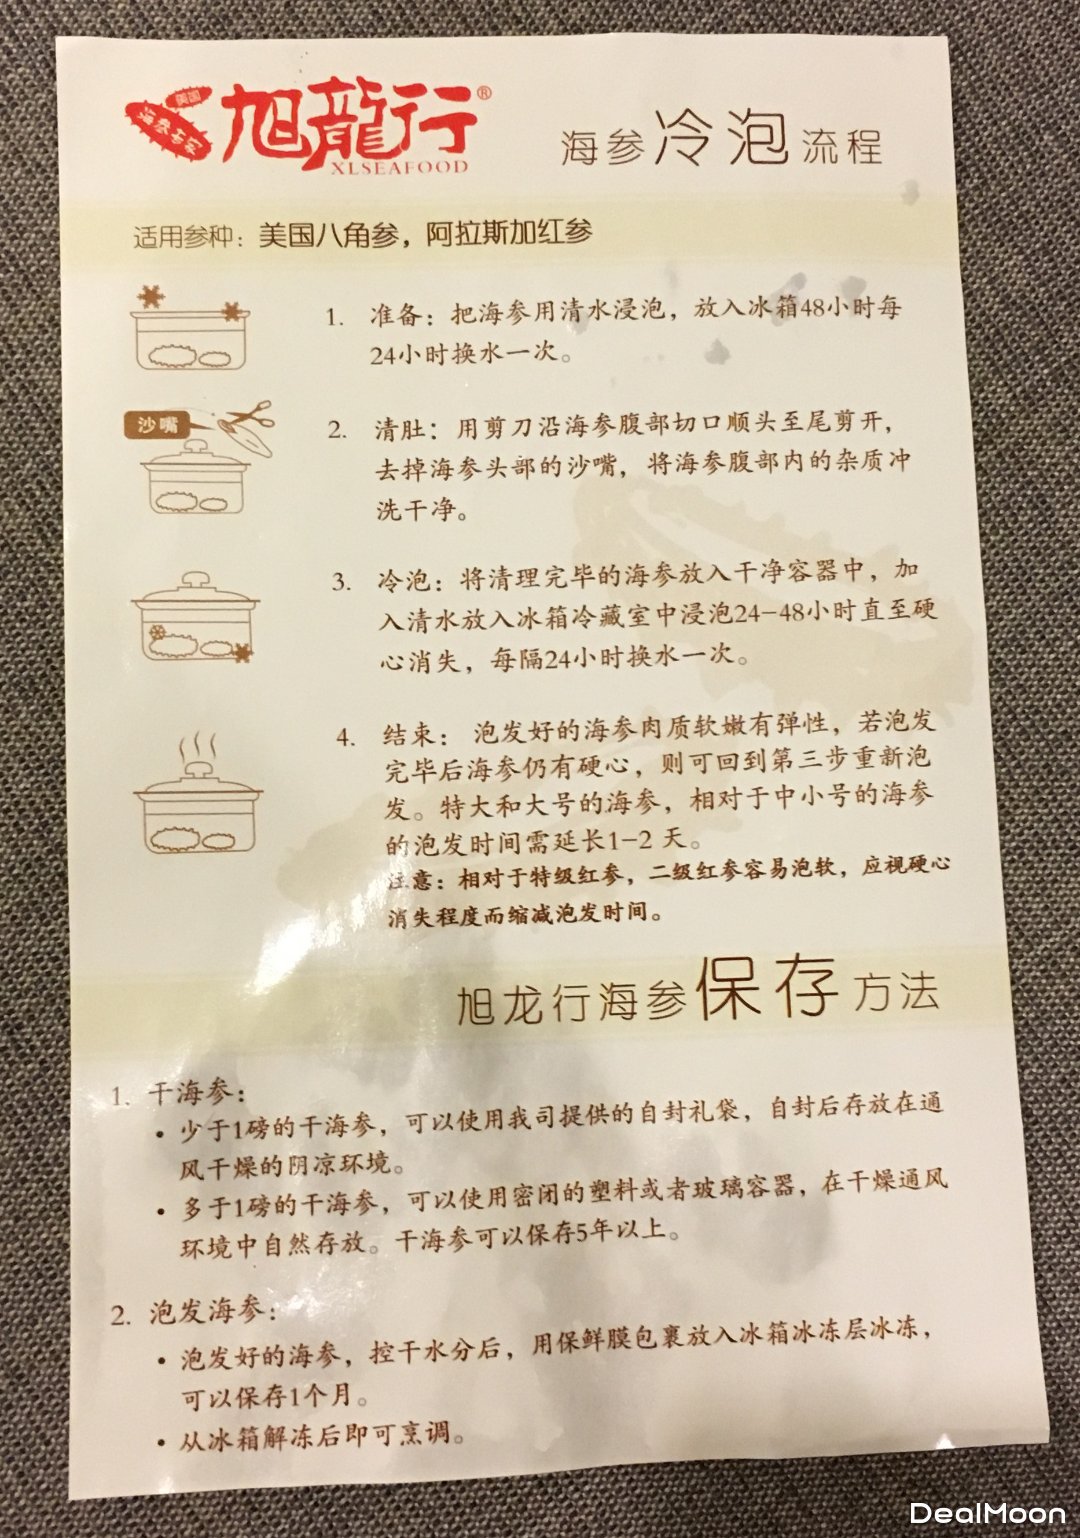 美国
海参专家
旭龍行®
XLSEAFOOD
海参冷泡流程
适用参种：美国八角参，阿拉斯加红参
1. 准备：把海参用清水浸泡，放入冰箱48小时每
24小时换水一次。
沙嘴
2. 清肚：用剪刀沿海参腹部切口顺头至尾剪开，
去掉海参头部的沙嘴，将海参腹部内的杂质冲
洗干净。
3. 冷泡：将清理完毕的海参放入干净容器中，加
入清水放入冰箱冷藏室中浸泡24-48小时直至硬
心消失，每隔24小时换水一次。
4. 结束：泡发好的海参肉质软嫩有弹性，若泡发
完毕后海参仍有硬心，则可回到第三步重新泡
发。特大和大号的海参，相对于中小号的海参
的泡发时间需延长1-2 天。
注意：相对于特级红参，二级红参容易泡软，应视硬心
消失程度而缩减泡发时间。
旭龙行海参保存方法
1. 干海参：
• 少于1磅的干海参，可以使用我司提供的自封礼袋，自封后存放在通
风干燥的阴凉环境。
• 多于1磅的干海参，可以使用密闭的塑料或者玻璃容器，在干燥通风
环境中自然存放。干海参可以保存5年以上。
2. 泡发海参：
• 泡发好的海参，控干水分后，用保鲜膜包裹放入冰箱冰冻层冰冻，
可以保存1个月。
• 从冰箱解冻后即可烹调。
DealMoon